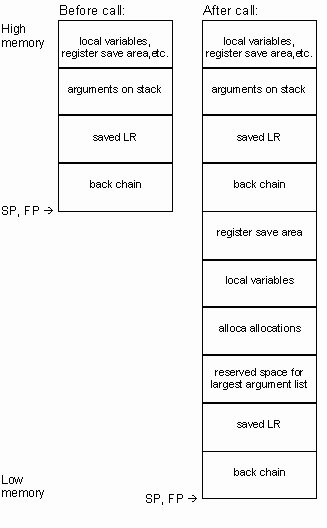 Before call:
After call:
High
memory
local variables,
register save area,etc.
arguments on stack
saved LR
back chain
SP, FP →
local variables,
register save area,etc.
arguments on stack
saved LR
back chain
register save area
local variables
alloca allocations
reserved space for
largest argument list
saved LR
back chain
Low
memory
SP, FP →